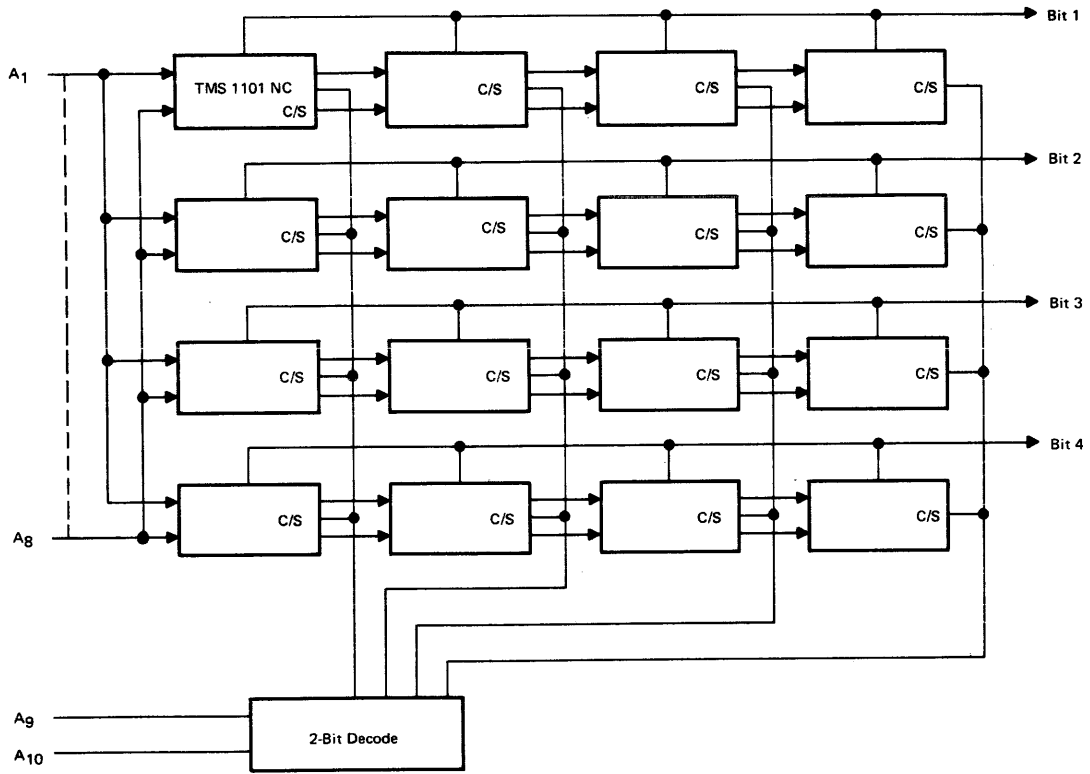 Bit 1
A1
TMS 1101 NC
C/S
C/S
C/S
C/S
Bit 2
C/S
C/S
C/S
C/S
Bit 3
C/S
C/S
C/S
C/S
Bit 4
C/S
C/S
C/S
C/S
A8
A9
2-Bit Decode
A10